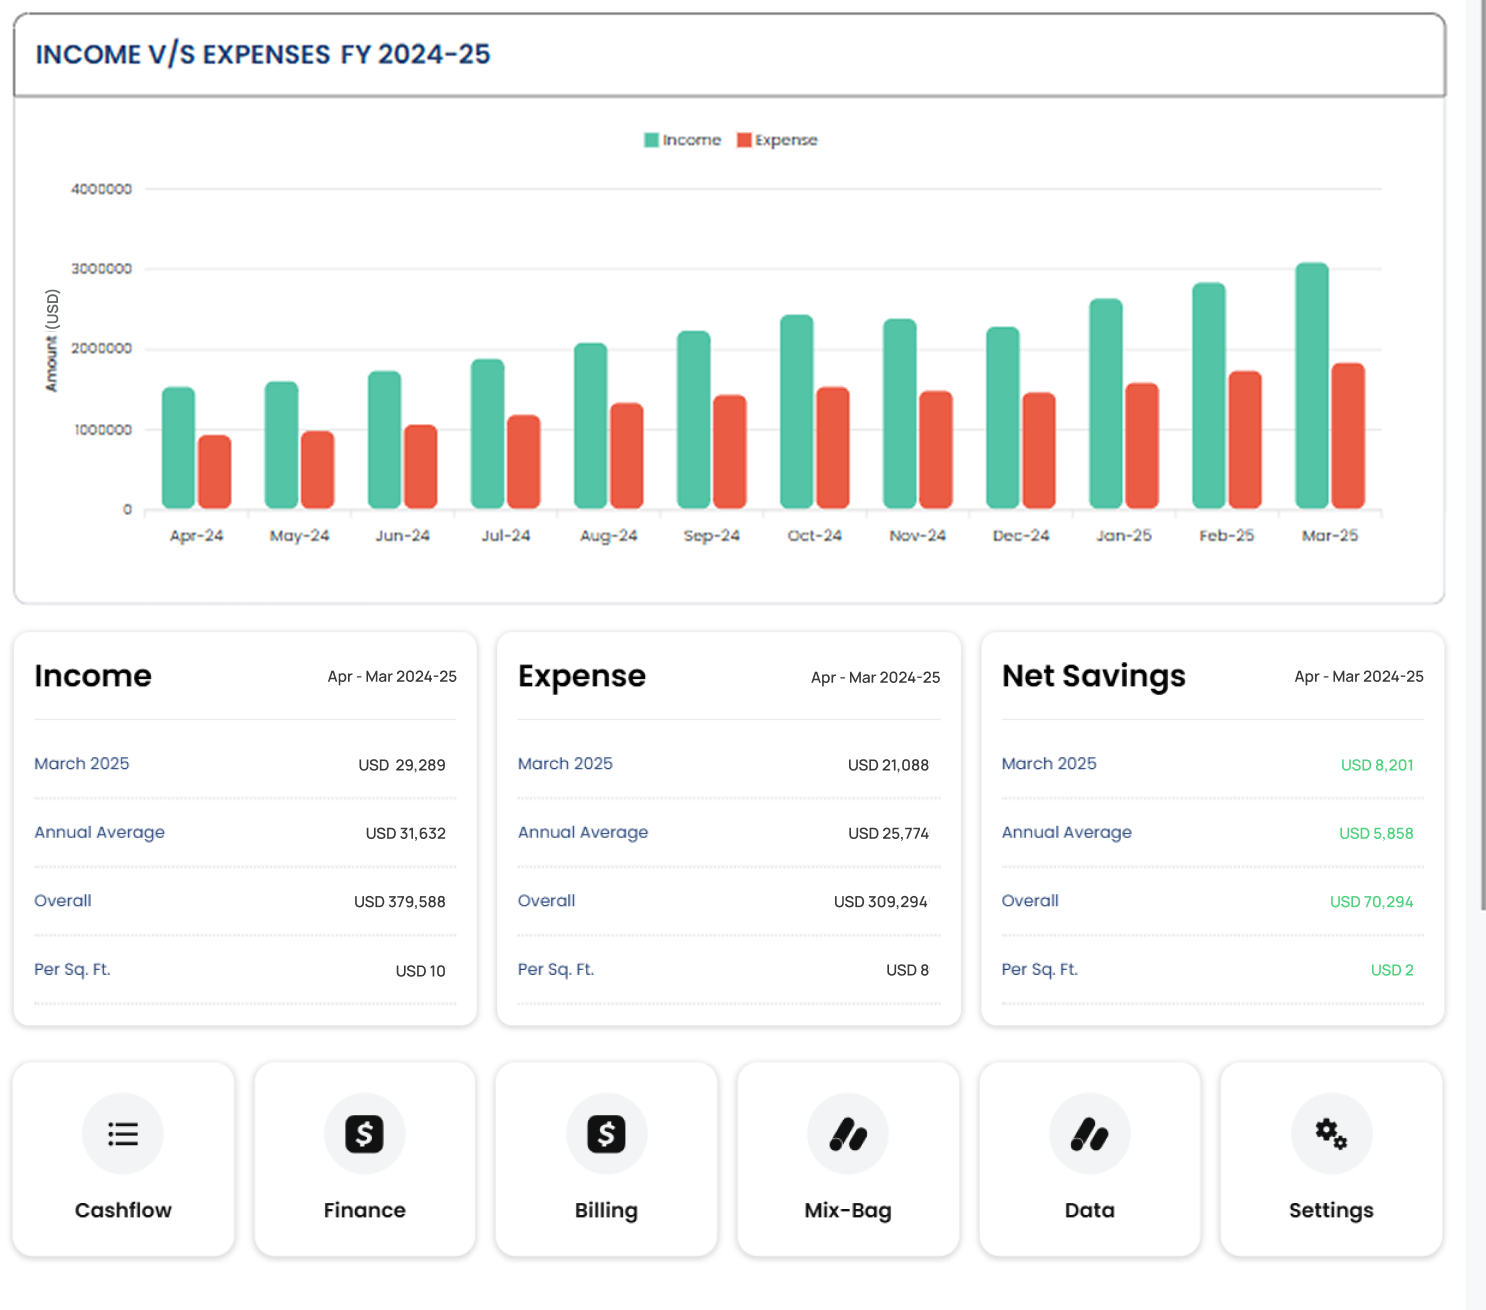 INCOME V/S EXPENSES FY 2024-25
Income Expense
4000000
3000000
2000000
1000000
0
Amount (USD)
Apr-24 May-24 Jun-24 Jul-24 Aug-24 Sep-24 Oct-24 Nov-24 Dec-24 Jan-25 Feb-25 Mar-25
Income Apr - Mar 2024-25
March 2025 USD 29,289
Annual Average USD 31,632
Overall USD 379,588
Per Sq. Ft. USD 10
Expense Apr - Mar 2024-25
March 2025 USD 21,088
Annual Average USD 25,774
Overall USD 309,294
Per Sq. Ft. USD 8
Net Savings Apr - Mar 2024-25
March 2025 USD 8,201
Annual Average USD 5,858
Overall USD 70,294
Per Sq. Ft. USD 2
Cashflow
Finance
Billing
Mix-Bag
Data
Settings